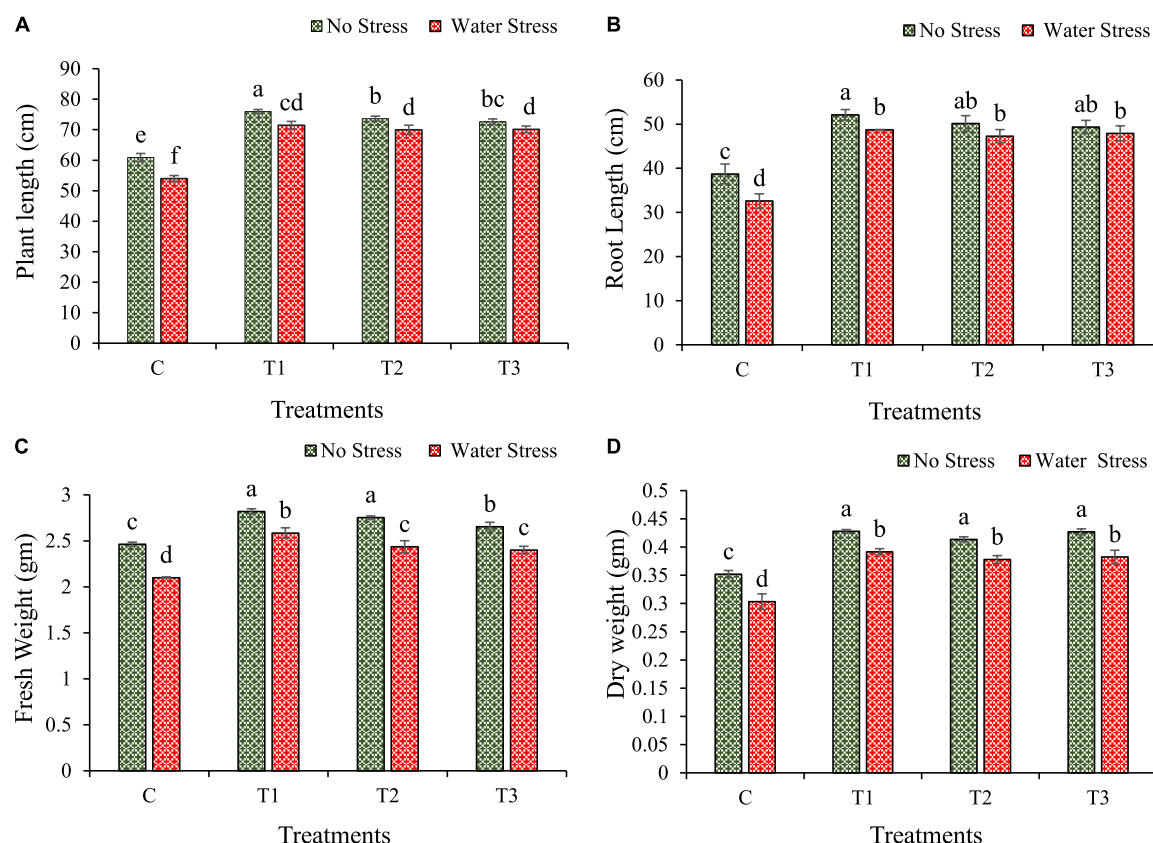 A
No Stress Water Stress
Plant length (cm)
90
80
70
60
50
40
30
20
10
0
e f a cd b d bc d
C T1 T2 T3
Treatments
B
No Stress Water Stress
Root Length (cm)
60
50
40
30
20
10
0
c d a b ab b ab b
C T1 T2 T3
Treatments
C
No Stress Water Stress
Fresh Weight (gm)
3
2.5
2
1.5
1
0.5
0
c d a b a c b c
C T1 T2 T3
Treatments
D
No Stress Water Stress
Dry weight (gm)
0.5
0.45
0.4
0.35
0.3
0.25
0.2
0.15
0.1
0.05
0
c d a b a b a b
C T1 T2 T3
Treatments